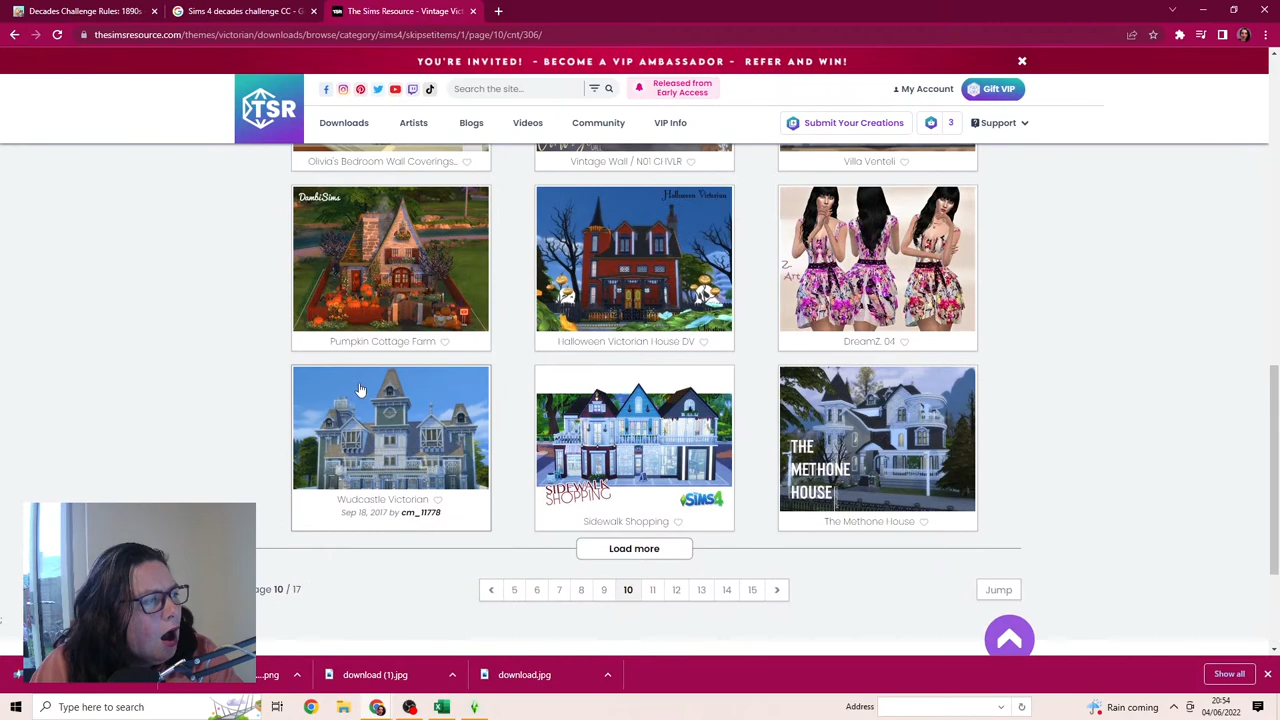 Decades Challenge Rules: 1890s
Sims 4 decades challenge CC - G
The Sims Resource - Vintage Vict
thesimsresource.com/themes/victorian/downloads/browse/category/sims4/skipsetitems/1/page/10/cnt/306/
YOU'RE INVITED! - BECOME A VIP AMBASSADOR - REFER AND WIN!
TSR
Search the site...
Released from
Early Access
My Account
Gift VIP
Downloads
Artists
Blogs
Videos
Community
VIP Info
Submit Your Creations
3
Support
Olivia's Bedroom Wall Coverings...
Vintage Wall / N01 CI IVLR
Villa Venteli
DambiSims
Halloween Victorian
Z.
Art
Pumpkin Cottage Farm
Halloween Victorian House DV
DreamZ. 04
SIDEWALK
SHOPPING
The SIMS 4
THE
METHONE
HOUSE
Wudcastle Victorian
Sep 18, 2017 by cm_11778
Sidewalk Shopping
The Methone House
Load more
age 10 / 17
5 6 7 8 9 10 11 12 13 14 15
Jump
....png
download (1).jpg
download.jpg
Show all
Type here to search
Address
Rain coming
20:54
04/06/2022